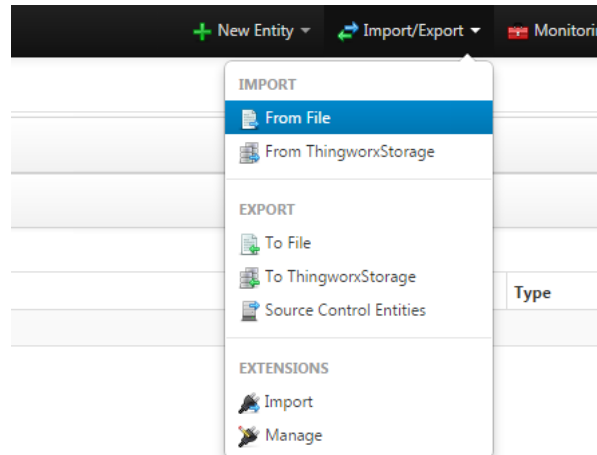 New Entity Import/Export Monitori
IMPORT
From File
From ThingworxStorage
EXPORT
To File
To ThingworxStorage
Source Control Entities
Type
EXTENSIONS
Import
Manage